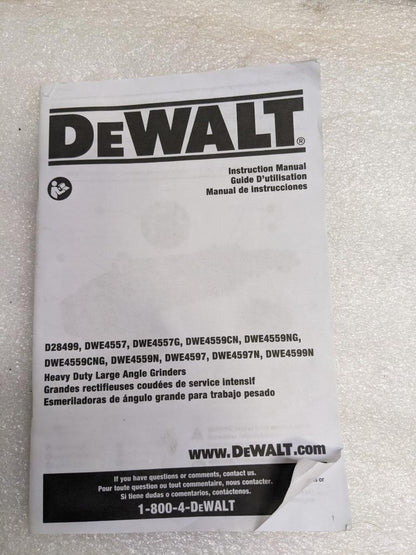 DEWALT®
Instruction Manual
Guide D'utilisation
Manual de instrucciones
D28499, DWE4557, DWE4557G, DWE4559CN, DWE4559NG,
DWE4559CNG, DWE4559N, DWE4597, DWE4597N, DWE4599N
Heavy Duty Large Angle Grinders
Grandes rectifieuses coudées de service intensif
Esmeriladoras de ángulo grande para trabajo pesado
www.DEWALT.com
If you have questions or comments, contact us.
Pour toute question ou tout commentaire, nous contacter.
Si tiene dudas o comentarios, contáctenos.
1-800-4-DEWALT